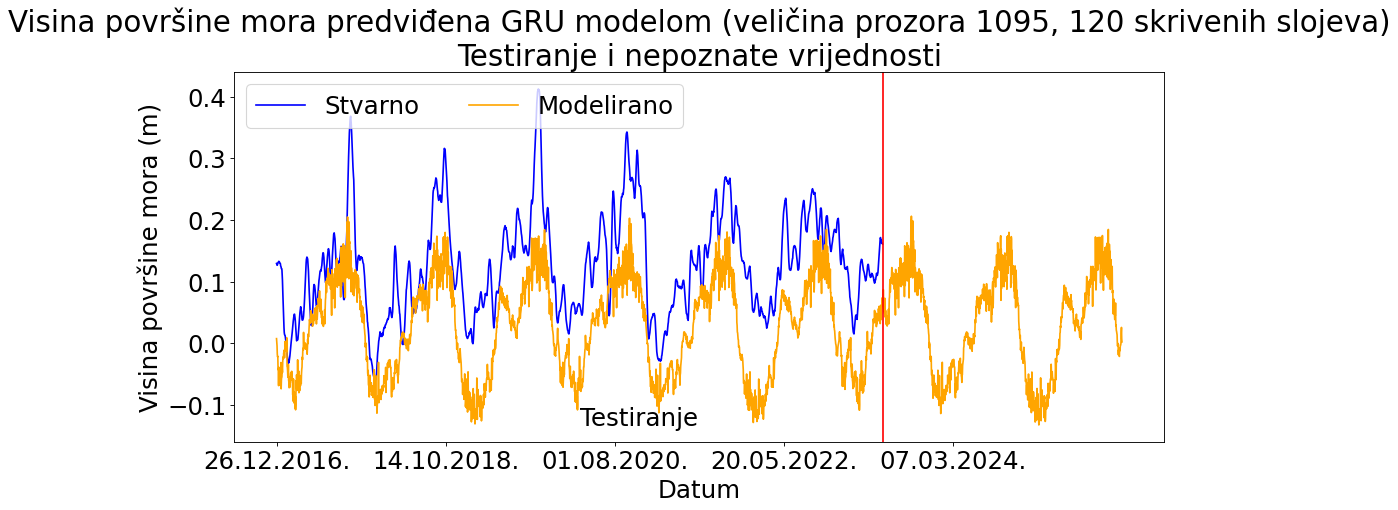 Visina površine mora predviđena GRU modelom (veličina prozora 1095, 120 skrivenih slojeva)
Testiranje i nepoznate vrijednosti
Stvarno
Modelirano
Visina površine mora (m)
0.4
0.3
0.2
0.1
0.0
−0.1
Testiranje
26.12.2016.
14.10.2018.
01.08.2020.
20.05.2022.
07.03.2024.
Datum